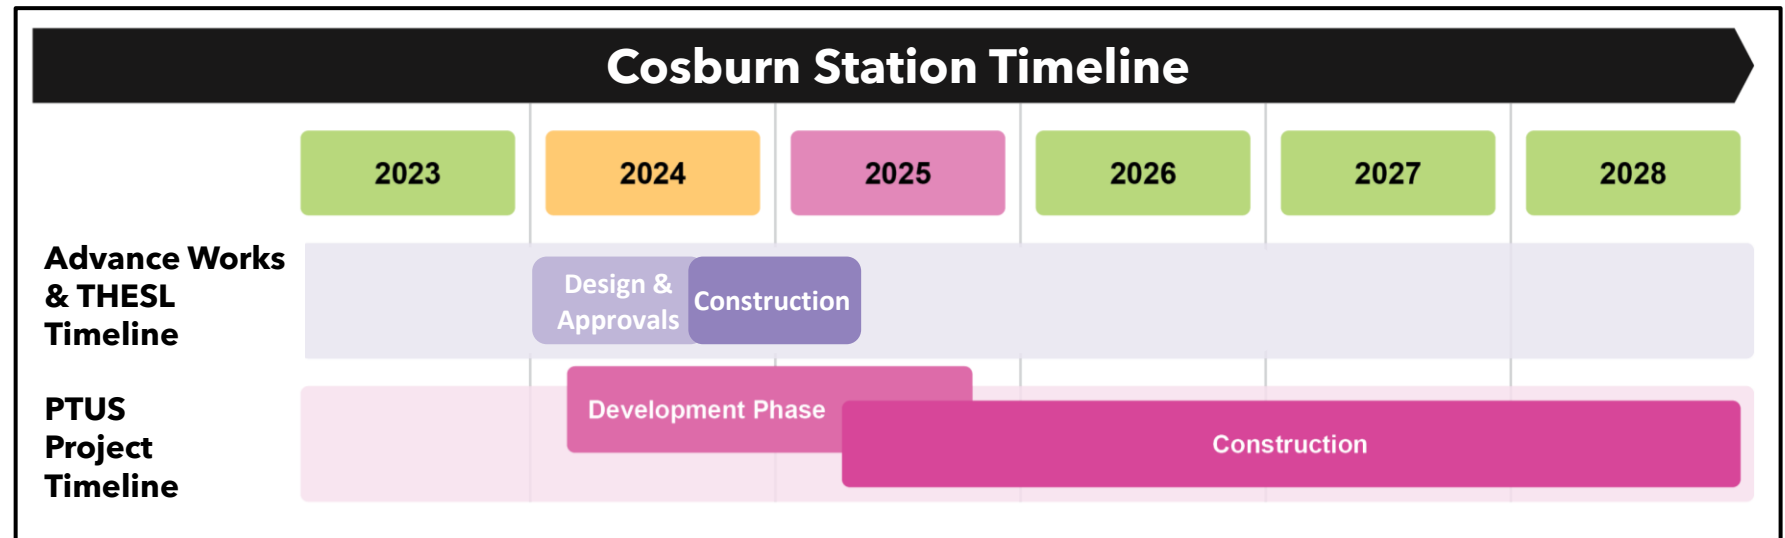 Cosburn Station Timeline
2023
2024
2025
2026
2027
2028
Advance Works
& THESL
Timeline
Design &
Approvals
Construction
PTUS
Project
Timeline
Development Phase
Construction